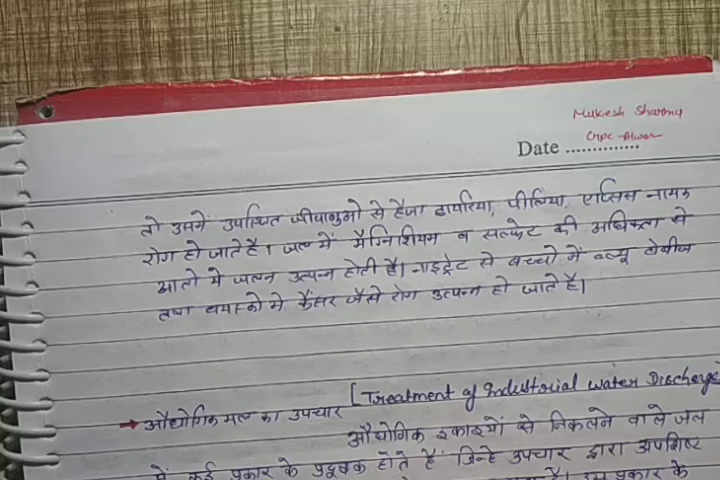 Mukesh Sharma
Date ..............
तो उसमें उपस्थित जीवाणुओ से हैजा डायरिया, पीलिया, नामक
रोग हो जाते है। जल में मैग्निशियम व सल्फेट की अधिकता से
आतो मे जलन उत्पन्न होती है। नाइट्रेट से बच्चो में ब्ल्यू बेबीज
तथा वयस्को मे कैंसर जैसे रोग उत्पन्न हो जाते है।
[Treatment of Industrial water Discharge
→ औद्योगिक मल का उपचार
औद्योगिक इकाइयों से निकलने वाले जल
में कई प्रकार के प्रदूषक होते है जिन्हे उपचार द्वारा अपशिष्ट
है। इस प्रकार के